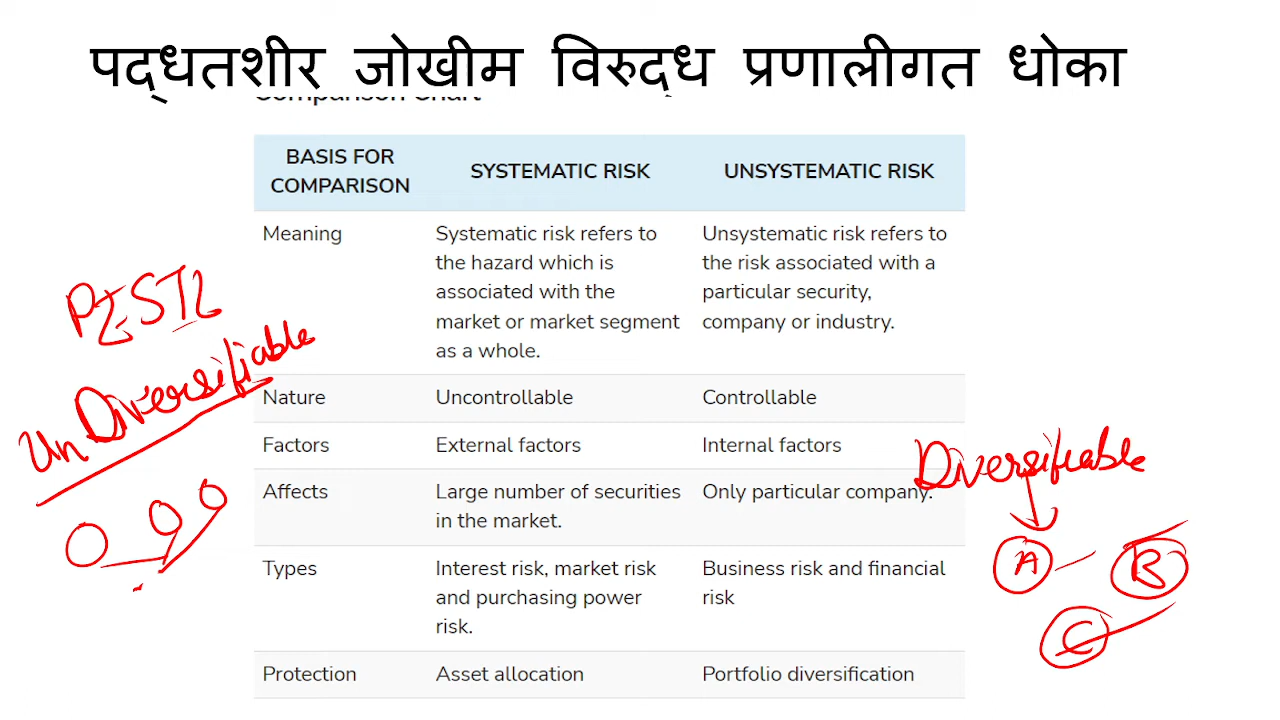 पद्धतशीर जोखीम विरुद्ध प्रणालीगत धोका
Comparison Chart
BASIS FOR COMPARISON SYSTEMATIC RISK UNSYSTEMATIC RISK
Meaning Systematic risk refers to Unsystematic risk refers to
the hazard which is the risk associated with a
associated with the particular security,
market or market segment company or industry.
as a whole.
Nature Uncontrollable Controllable
Factors External factors Internal factors
Affects Large number of securities Only particular company.
in the market.
Types Interest risk, market risk Business risk and financial
and purchasing power risk
risk.
Protection Asset allocation Portfolio diversification
UnDiversifiable
Diversifiable
A B
C